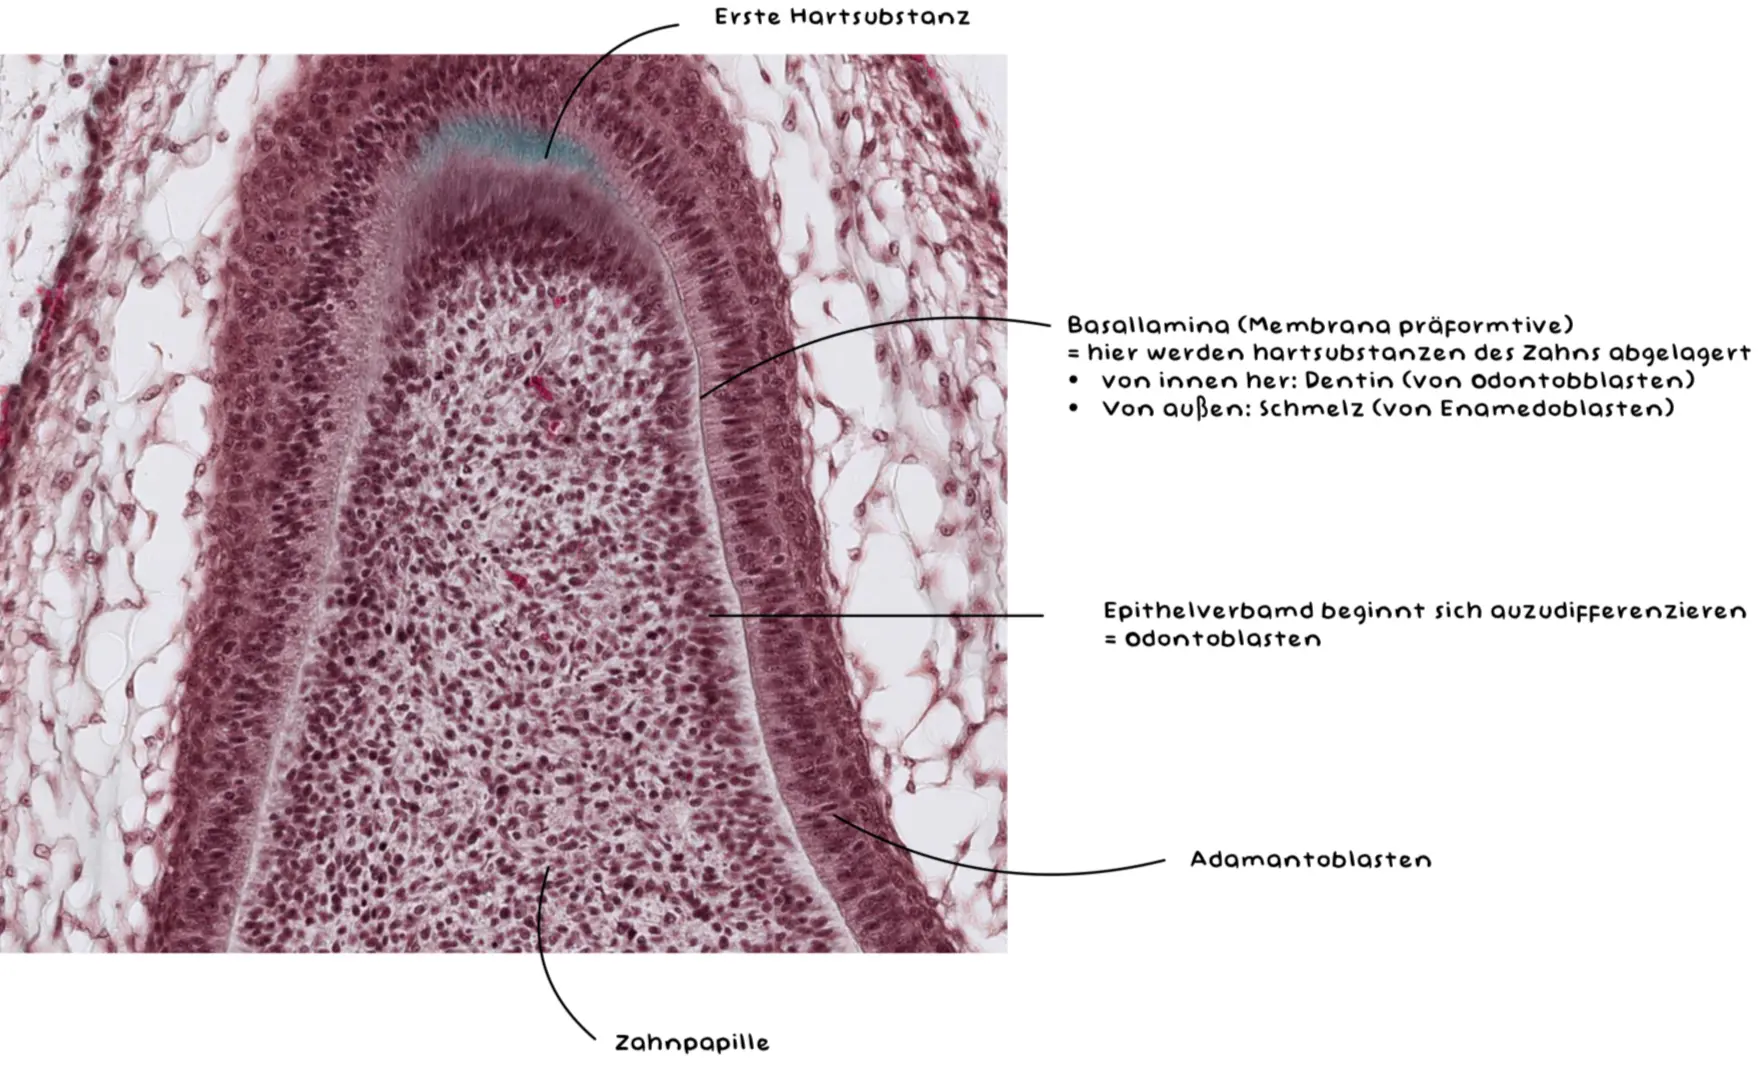 Erste Hartsubstanz
Basallamina (Membrana präformtive)
= hier werden hartsubstanzen des Zahns abgelagert
• von innen her: Dentin (von Odontobblasten)
• Von außen: Schmelz (von Enamedoblasten)
Epithelverbamd beginnt sich auzudifferenzieren
= Odontoblasten
Adamantoblasten
Zahnpapille